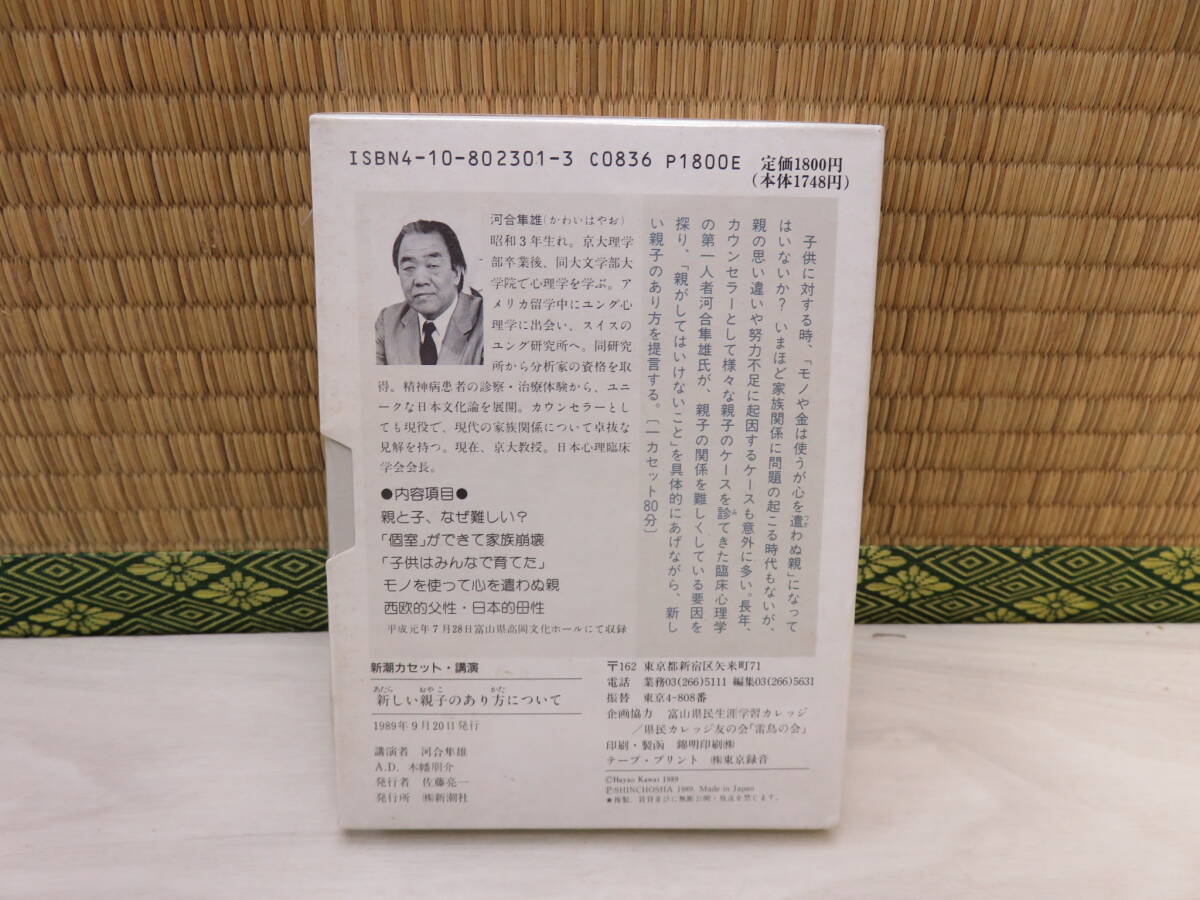 ISBN4-10-802301-3 C0836 P1800E
定価1800円
(本体1748円)
子供に対する時、「モノや金は使うが心を遣わぬ親」になって
つか
はいないか? いまほど家族関係に問題の起こる時代もないが、
親の思い違いや努力不足に起因するケースも意外に多い。長年、
カウンセラーとして様々な親子のケースを診てきた臨床心理学
み
の第一人者河合隼雄氏が、親子の関係を難しくしている要因を
探り、「親がしてはいけないこと」を具体的にあげながら、新し
い親子のあり方を提言する。〔一カセット80分〕
河合隼雄(かわいはやお)
昭和3年生れ。京大理学
部卒業後、同大文学部大
学院で心理学を学ぶ。ア
メリカ留学中にユング心
理学に出会い、スイスの
ユング研究所へ。同研究
所から分析家の資格を取
得。精神病患者の診察・治療体験から、ユニ
ークな日本文化論を展開。カウンセラーとし
ても現役で、現代の家族関係について卓抜な
見解を持つ。現在、京大教授。日本心理臨床
学会会長。
●内容項目●
親と子、なぜ難しい?
「個室」ができて家族崩壊
「子供はみんなで育てた」
モノを使って心を遣わぬ親
西欧的父性・日本的母性
平成元年7月28日富山県高岡文化ホールにて収録
新潮カセット・講演
あたら おやこ かた
新しい親子のあり方について
1989年9月20日発行
講演者 河合隼雄
A.D. 木幡朋介
発行者 佐藤亮一
発行所 ㈱新潮社
〒162 東京都新宿区矢来町71
電話 業務03(266)5111 編集03(266)5631
振替 東京4-808番
企画協力 富山県民生涯学習カレッジ
/県民カレッジ友の会「雷鳥の会」
印刷・製函 錦明印刷㈱
テープ・プリント ㈱東京録音
©Hayao Kawai 1989
℗SHINCHOSHA 1989, Made in Japan
★複製、賃貸並びに無断公開・放送を禁じます。